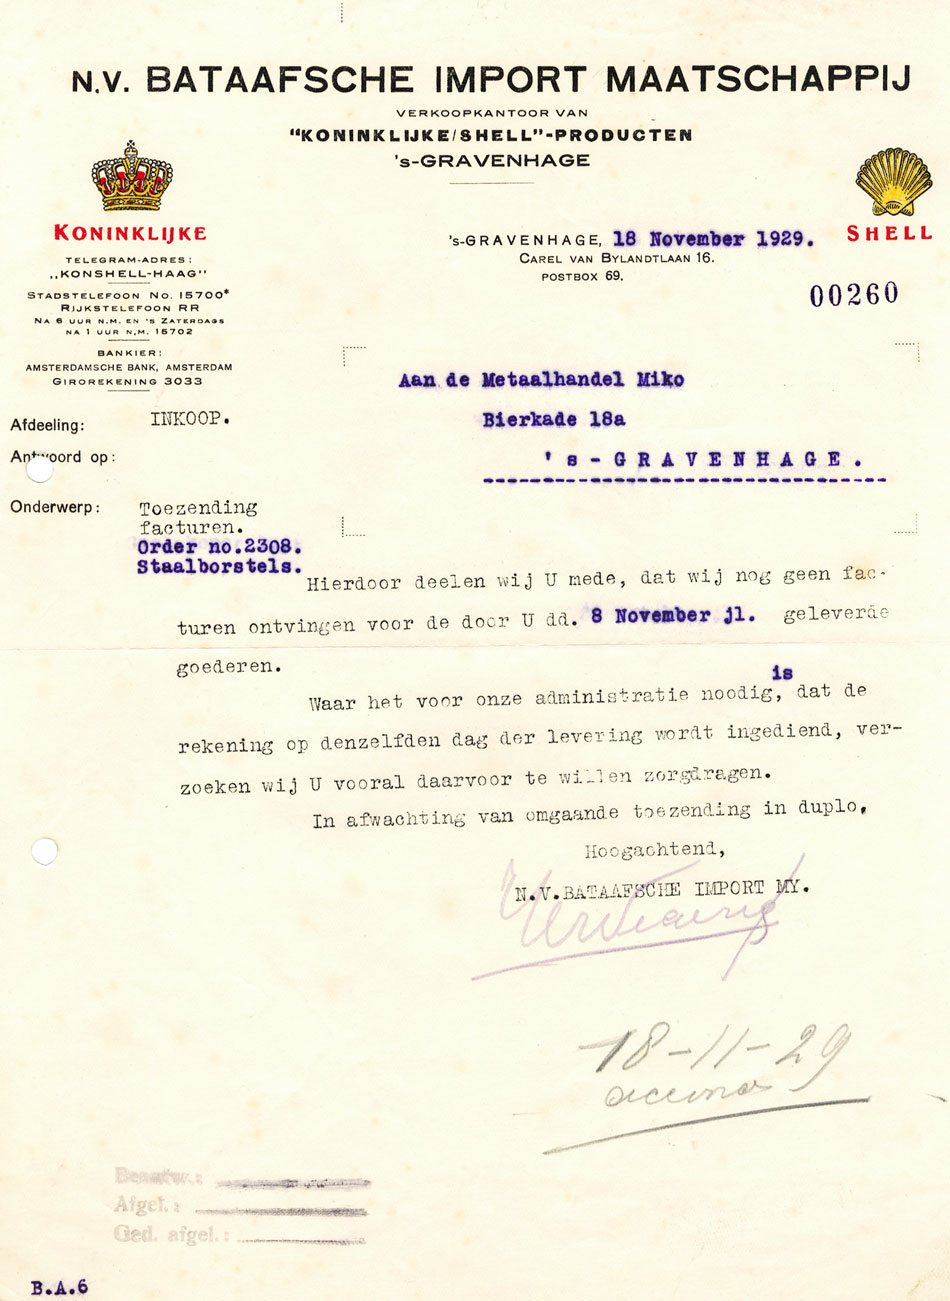 N.V. BATAAFSCHE IMPORT MAATSCHAPPIJ
VERKOOPKANTOOR VAN
"KONINKLIJKE/SHELL"-PRODUCTEN
's-GRAVENHAGE
KONINKLIJKE
SHELL
TELEGRAM-ADRES:
„KONSHELL-HAAG"
STADSTELEFOON No. 15700*
RIJKSTELEFOON RR
NA 6 UUR N.M. EN 'S ZATERDAGS
NA 1 UUR N.M. 15702
BANKIER:
AMSTERDAMSCHE BANK, AMSTERDAM
GIROREKENING 3033
's-GRAVENHAGE, 18 November 1929.
CAREL VAN BYLANDTLAAN 16.
POSTBOX 69.
00260
Aan de Metaalhandel Miko
Bierkade 18a
's-GRAVENHAGE.
Afdeeling: INKOOP.
Antwoord op:
Onderwerp: Toezending
facturen.
Order no.2308.
Staalborstels.
Hierdoor deelen wij U mede, dat wij nog geen fac-
turen ontvingen voor de door U dd. 8 November jl. geleverde
goederen.
Waar het voor onze administratie noodig is, dat de
rekening op denzelfden dag der levering wordt ingediend, ver-
zoeken wij U vooral daarvoor te willen zorgdragen.
In afwachting van omgaande toezending in duplo,
Hoogachtend,
N.V.BATAAFSCHE IMPORT MY.
18-11-29
Afgel.:
Ged. afgel.:
B.A.6